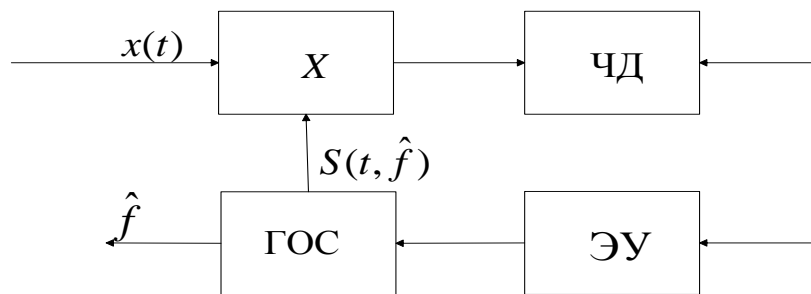 x(t)
X
ЧД
S(t, f̂)
f̂
ГОС
ЭУ